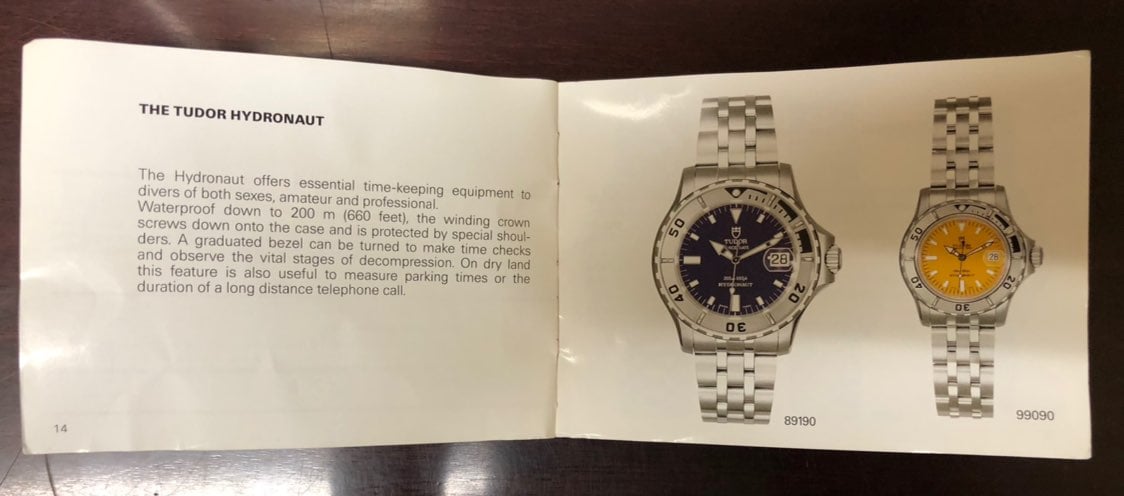 THE TUDOR HYDRONAUT
The Hydronaut offers essential time-keeping equipment to
divers of both sexes, amateur and professional.
Waterproof down to 200 m (660 feet), the winding crown
screws down onto the case and is protected by special shoul-
ders. A graduated bezel can be turned to make time checks
and observe the vital stages of decompression. On dry land
this feature is also useful to measure parking times or the
duration of a long distance telephone call.
14
50
40
30
20
TUDOR
28
HYDRONAUT
89190
50
40
30
20
28
99090